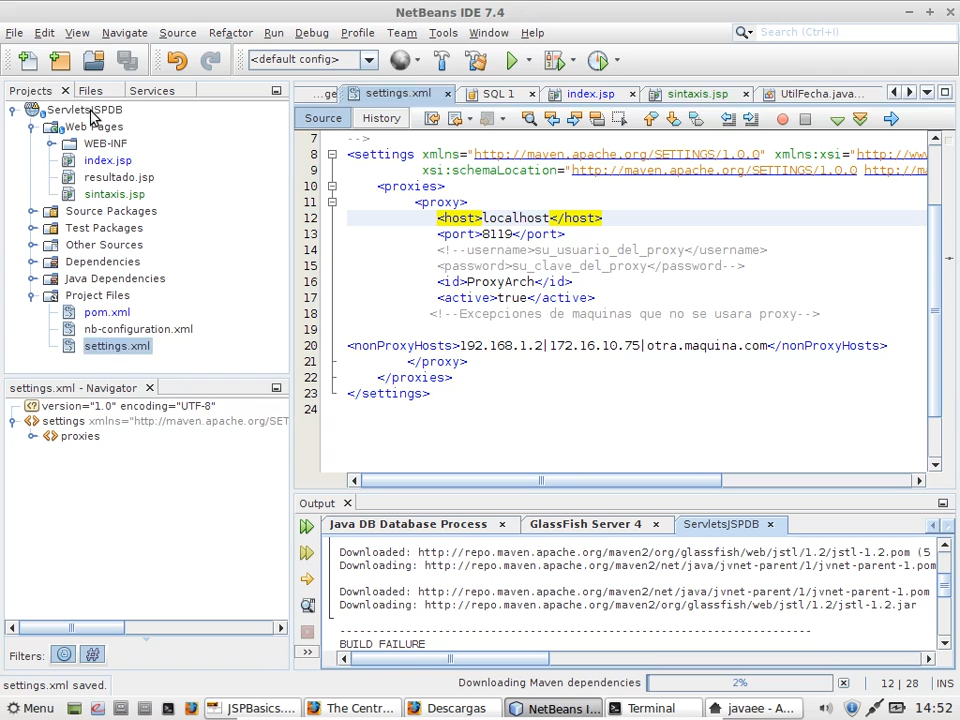 NetBeans IDE 7.4
File Edit View Navigate Source Refactor Run Debug Profile Team Tools Window Help
Search (Ctrl+I)
<default config>
Projects Files Services
ServletsJSPDB
Web Pages
WEB-INF
index.jsp
resultado.jsp
sintaxis.jsp
Source Packages
Test Packages
Other Sources
Dependencies
Java Dependencies
Project Files
pom.xml
nb-configuration.xml
settings.xml
settings.xml - Navigator
version="1.0" encoding="UTF-8"
settings xmlns="http://maven.apache.org/SET
proxies
Filters:
settings.xml saved.
...ge settings.xml SQL 1 index.jsp sintaxis.jsp UtilFecha.java...
Source History
7 -->
8 <settings xmlns="http://maven.apache.org/SETTINGS/1.0.0" xmlns:xsi="http://ww
9 xsi:schemaLocation="http://maven.apache.org/SETTINGS/1.0.0 http://ma
10 <proxies>
11 <proxy>
12 <host>localhost</host>
13 <port>8119</port>
14 <!--username>su_usuario_del_proxy</username>
15 <password>su_clave_del_proxy</password-->
16 <id>ProxyArch</id>
17 <active>true</active>
18 <!--Excepciones de maquinas que no se usara proxy-->
19
20 <nonProxyHosts>192.168.1.2|172.16.10.75|otra.maquina.com</nonProxyHosts>
21 </proxy>
22 </proxies>
23 </settings>
24
Output
Java DB Database Process GlassFish Server 4 ServletsJSPDB
Downloaded: http://repo.maven.apache.org/maven2/org/glassfish/web/jstl/1.2/jstl-1.2.pom (5
Downloading: http://repo.maven.apache.org/maven2/net/java/jvnet-parent/1/jvnet-parent-1.pom
Downloaded: http://repo.maven.apache.org/maven2/net/java/jvnet-parent/1/jvnet-parent-1.pom
Downloading: http://repo.maven.apache.org/maven2/org/glassfish/web/jstl/1.2/jstl-1.2.jar
------------------------------------------------------------------------
BUILD FAILURE
Downloading Maven dependencies 2% 12 | 28 INS
Menu JSPBasics.... The Centr... Descargas NetBeans I... Terminal javaee - A... 14:52